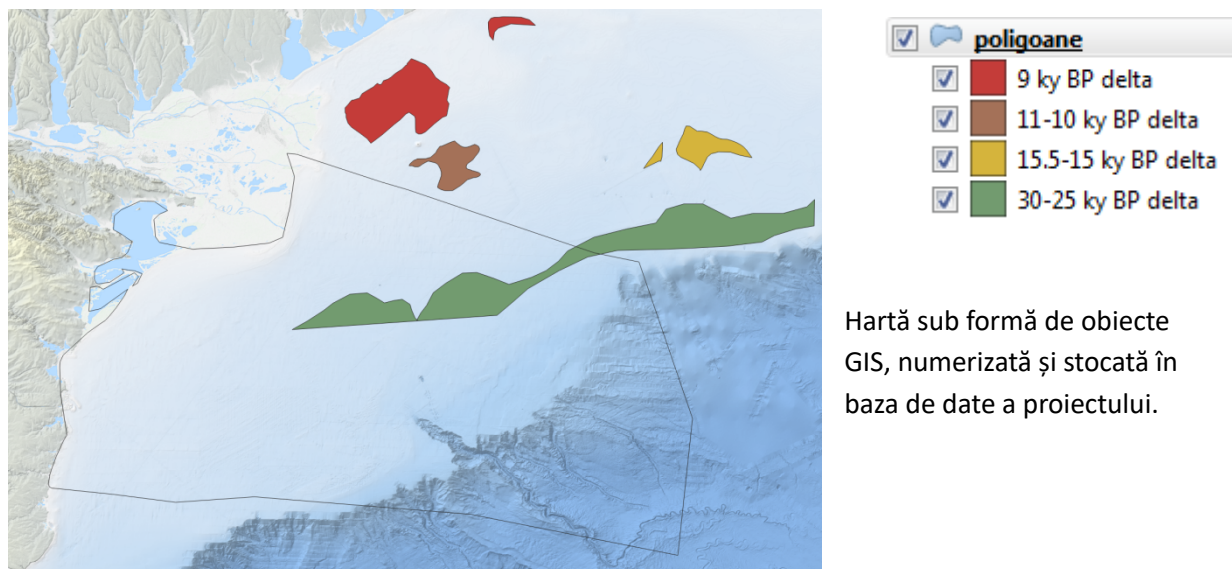 poligoane
9 ky BP delta
11-10 ky BP delta
15.5-15 ky BP delta
30-25 ky BP delta
Hartă sub formă de obiecte
GIS, numerizată și stocată în
baza de date a proiectului.